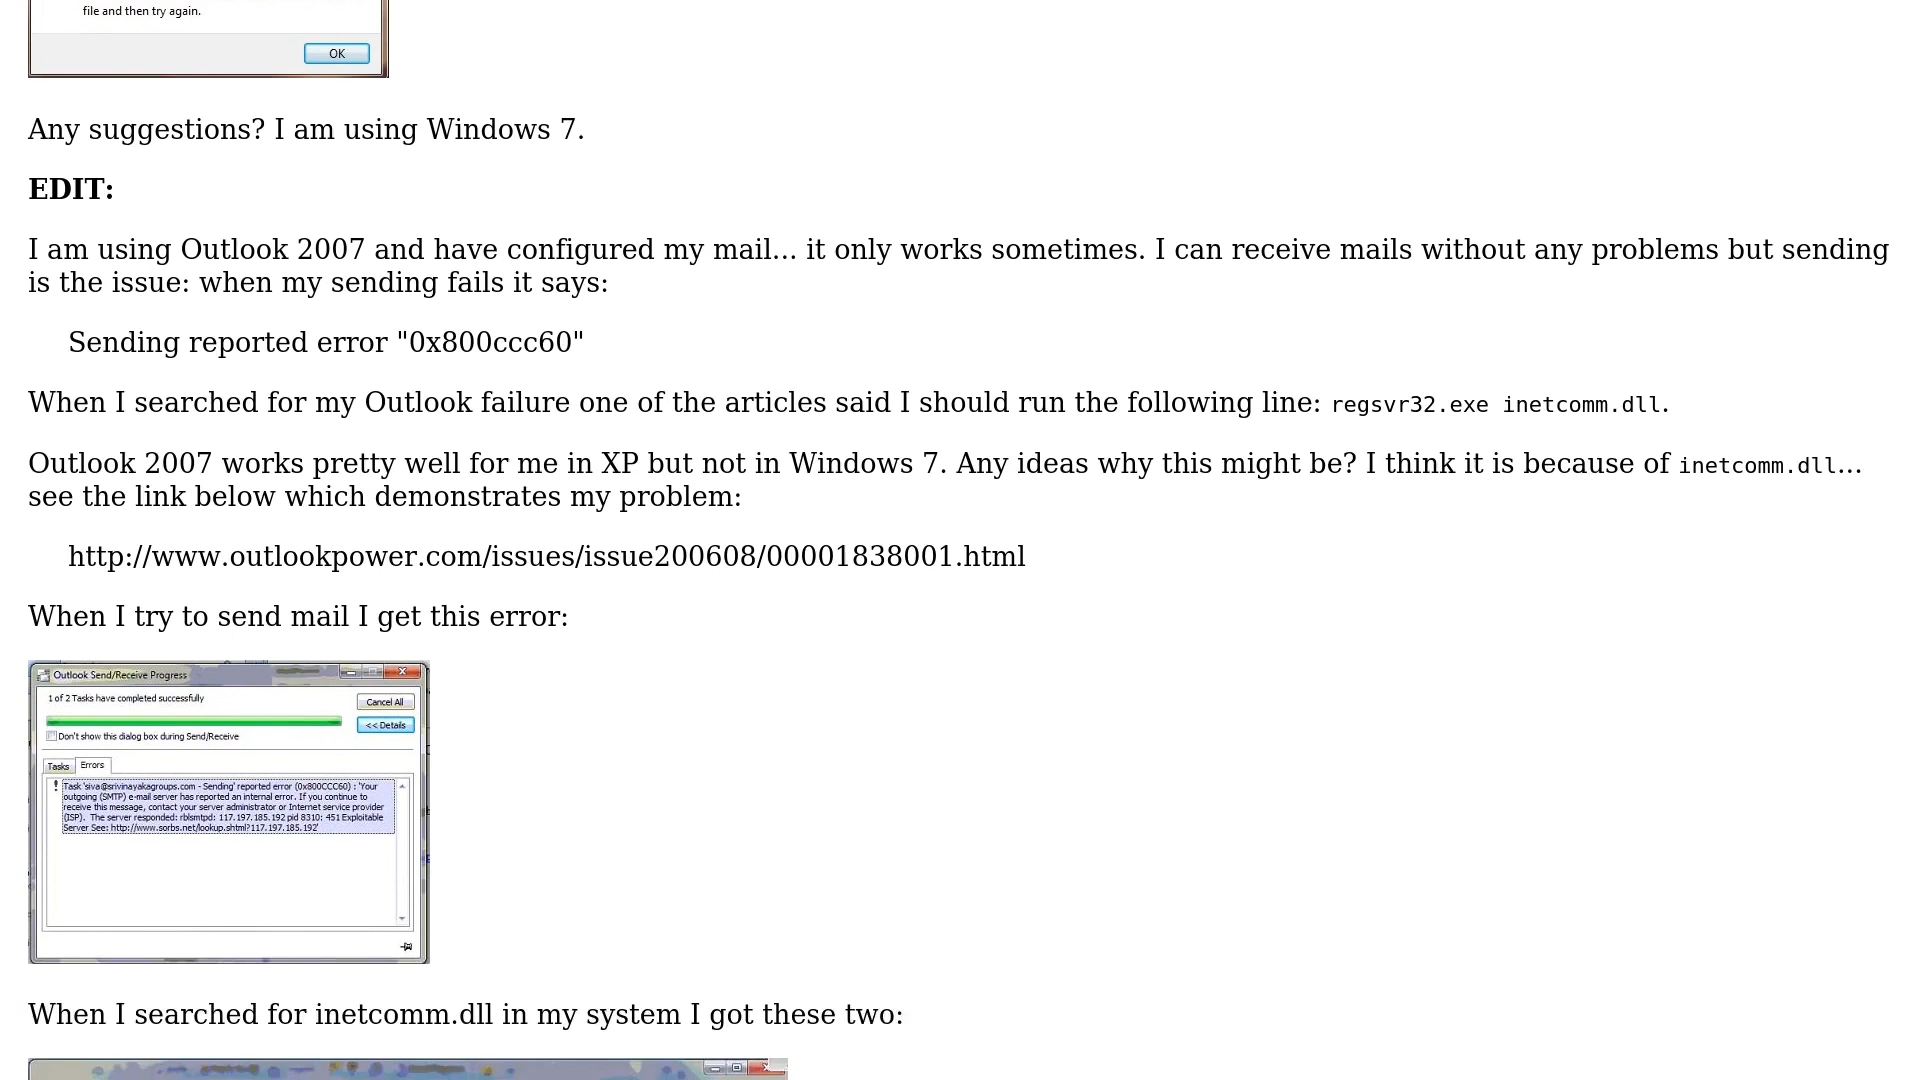 file and then try again.
OK
Any suggestions? I am using Windows 7.
EDIT:
I am using Outlook 2007 and have configured my mail... it only works sometimes. I can receive mails without any problems but sending
is the issue: when my sending fails it says:
Sending reported error "0x800ccc60"
When I searched for my Outlook failure one of the articles said I should run the following line: regsvr32.exe inetcomm.dll.
Outlook 2007 works pretty well for me in XP but not in Windows 7. Any ideas why this might be? I think it is because of inetcomm.dll...
see the link below which demonstrates my problem:
http://www.outlookpower.com/issues/issue200608/00001838001.html
When I try to send mail I get this error:
Outlook Send/Receive Progress
1 of 2 Tasks have completed successfully
Cancel All
<< Details
Don't show this dialog box during Send/Receive
Tasks Errors
Task 'siva@srivinayakagroups.com - Sending' reported error (0x800CCC60) : 'Your
outgoing (SMTP) e-mail server has reported an internal error. If you continue to
receive this message, contact your server administrator or Internet service provider
(ISP).  The server responded: rblsmtpd: 117.197.185.192 pid 8310: 451 Exploitable
Server See: http://www.sorbs.net/lookup.shtml?117.197.185.192'
When I searched for inetcomm.dll in my system I got these two: